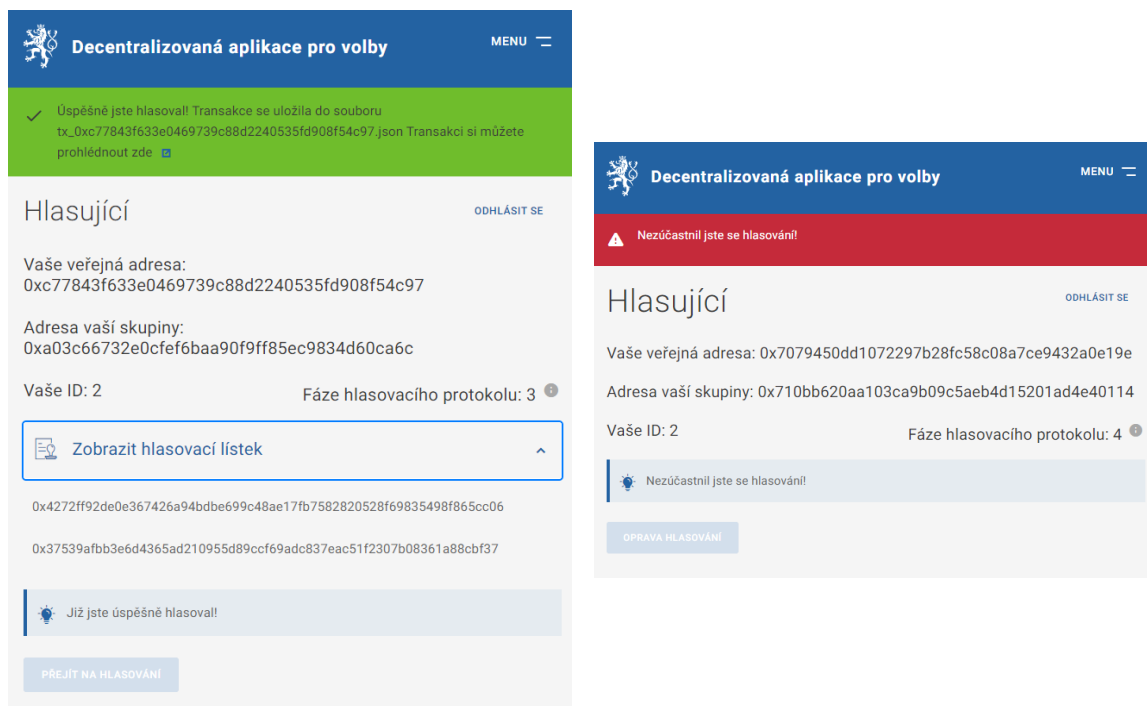 Decentralizovaná aplikace pro volby
MENU
Úspěšně jste hlasoval! Transakce se uložila do souboru
tx_0xc77843f633e0469739c88d2240535fd908f54c97.json Transakci si můžete
prohlédnout zde
Hlasující
ODHLÁSIT SE
Vaše veřejná adresa:
0xc77843f633e0469739c88d2240535fd908f54c97
Adresa vaší skupiny:
0xa03c66732e0cfef6baa90f9ff85ec9834d60ca6c
Vaše ID: 2
Fáze hlasovacího protokolu: 3
Zobrazit hlasovací lístek
0x4272ff92de0e367426a94bdbe699c48ae17fb7582820528f69835498f865cc06
0x37539afbb3e6d4365ad210955d89ccf69adc837eac51f2307b08361a88cbf37
Již jste úspěšně hlasoval!
PŘEJÍT NA HLASOVÁNÍ
Decentralizovaná aplikace pro volby
MENU
Nezúčastnil jste se hlasování!
Hlasující
ODHLÁSIT SE
Vaše veřejná adresa: 0x7079450dd1072297b28fc58c08a7ce9432a0e19e
Adresa vaší skupiny: 0x710bb620aa103ca9b09c5aeb4d15201ad4e40114
Vaše ID: 2
Fáze hlasovacího protokolu: 4
Nezúčastnil jste se hlasování!
OPRAVA HLASOVÁNÍ